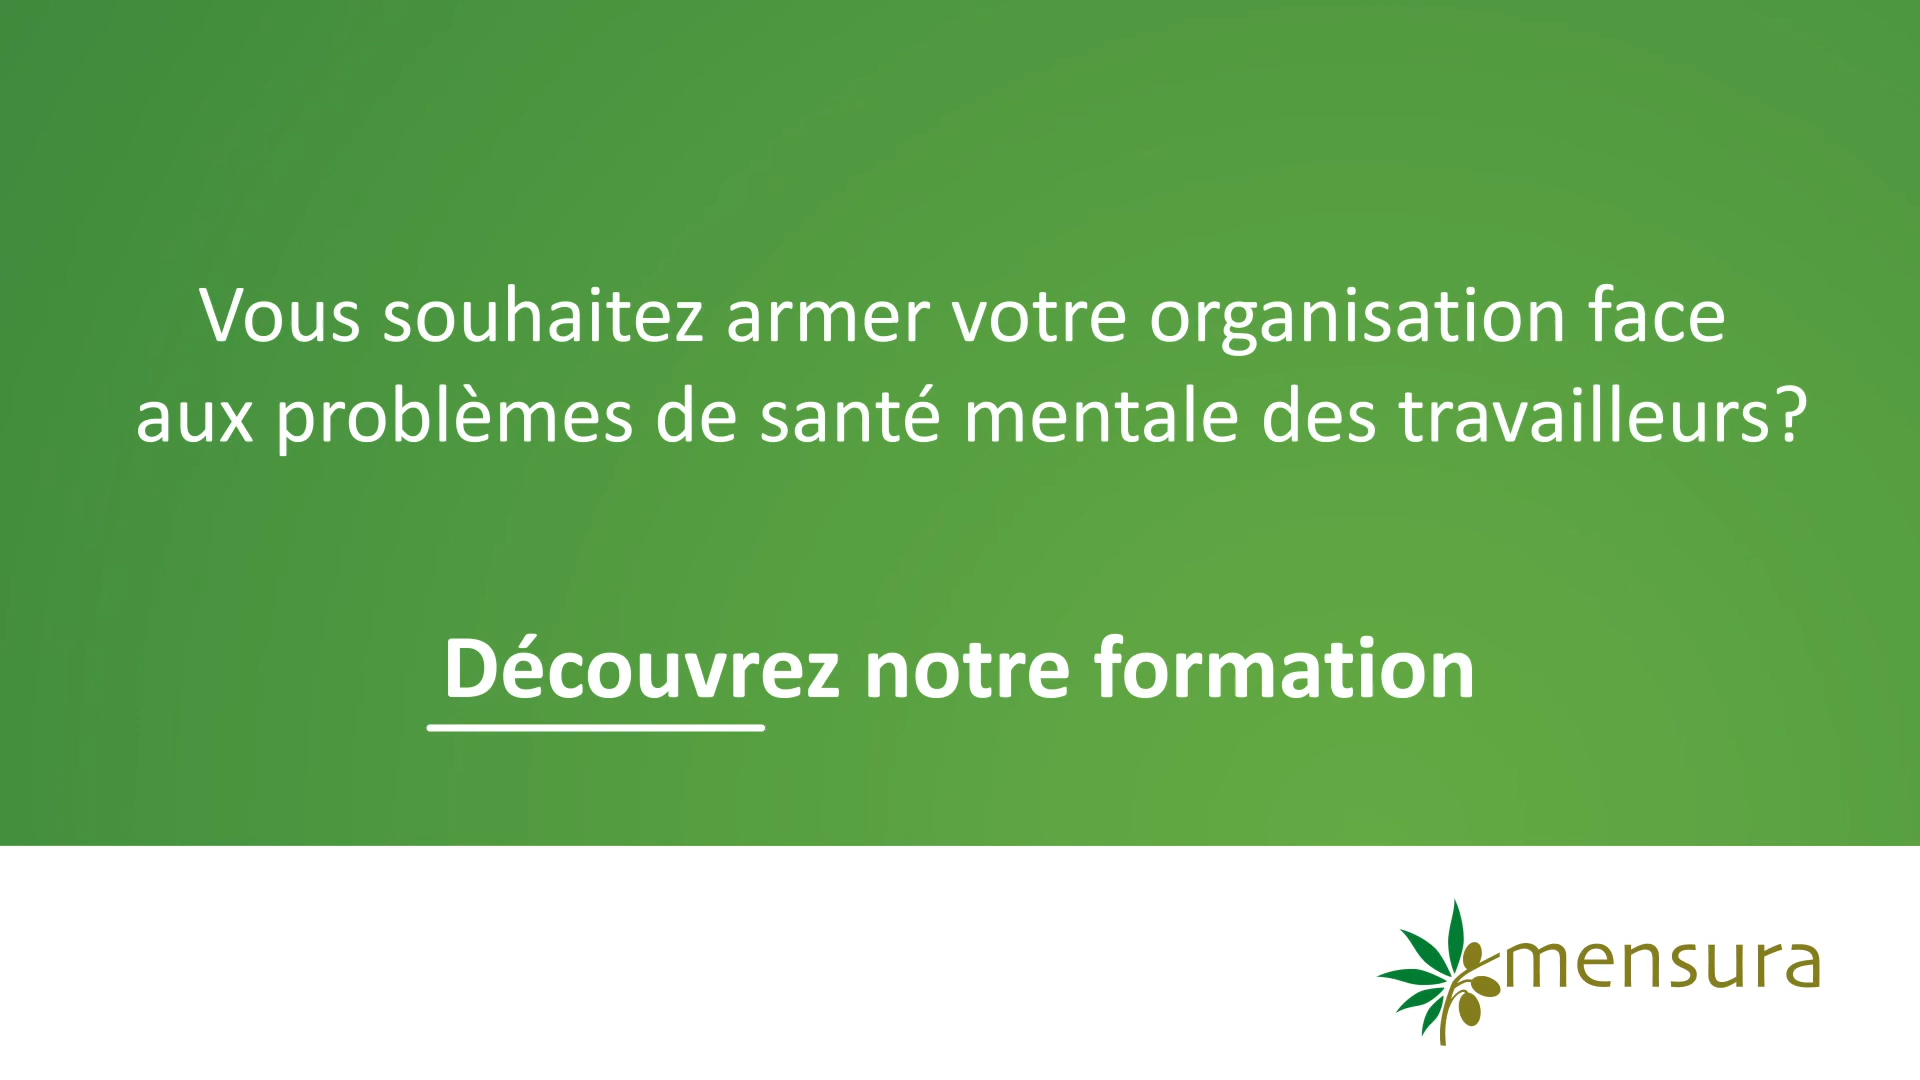 Vous souhaitez armer votre organisation face
aux problèmes de santé mentale des travailleurs?
Découvrez notre formation
mensura